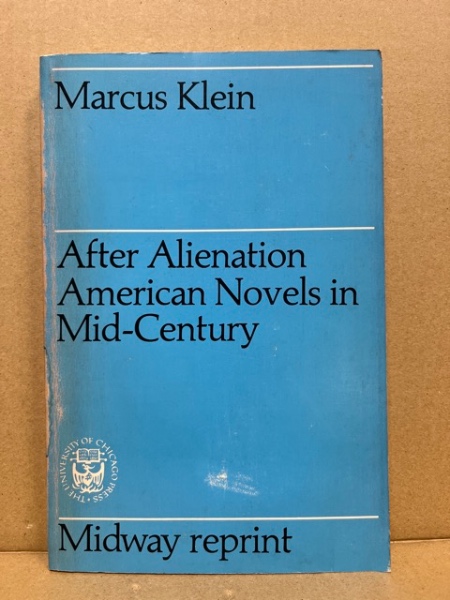 Marcus Klein
After Alienation
American Novels in
Mid-Century
THE UNIVERSITY OF CHICAGO PRESS
Midway reprint